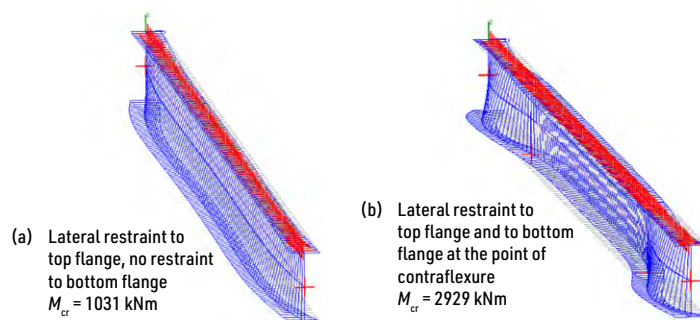 (a) Lateral restraint to
top flange, no restraint
to bottom flange
Mcr = 1031 kNm
(b) Lateral restraint to
top flange and to bottom
flange at the point of
contraflexure
Mcr = 2929 kNm